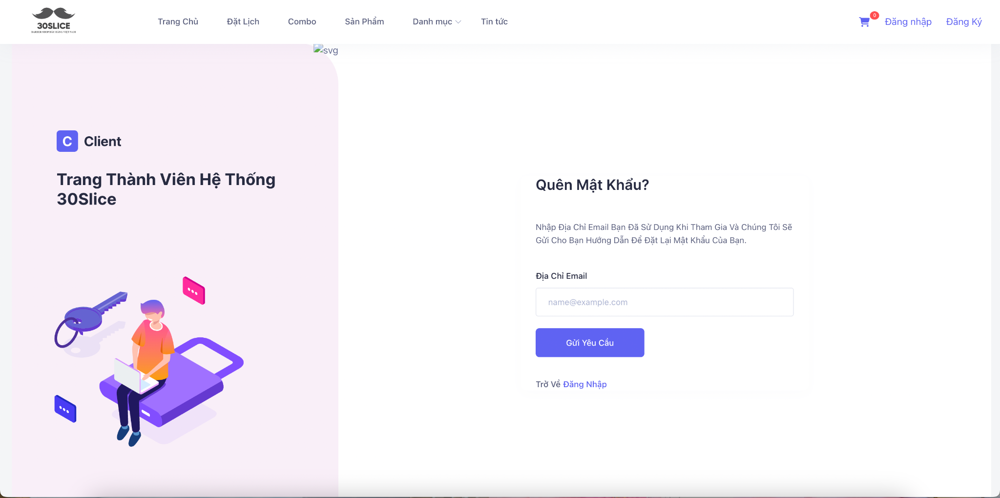 30SLICE
BARBER SHOP ĐẦU HÀNG VIỆT NAM
Trang Chủ
Đặt Lịch
Combo
Sản Phẩm
Danh mục
Tin tức
0
Đăng nhập
Đăng Ký
svg
C
Client
Trang Thành Viên Hệ Thống
30Slice
Quên Mật Khẩu?
Nhập Địa Chỉ Email Bạn Đã Sử Dụng Khi Tham Gia Và Chúng Tôi Sẽ
Gửi Cho Bạn Hướng Dẫn Để Đặt Lại Mật Khẩu Của Bạn.
Địa Chỉ Email
name@example.com
Gửi Yêu Cầu
Trở Về Đăng Nhập